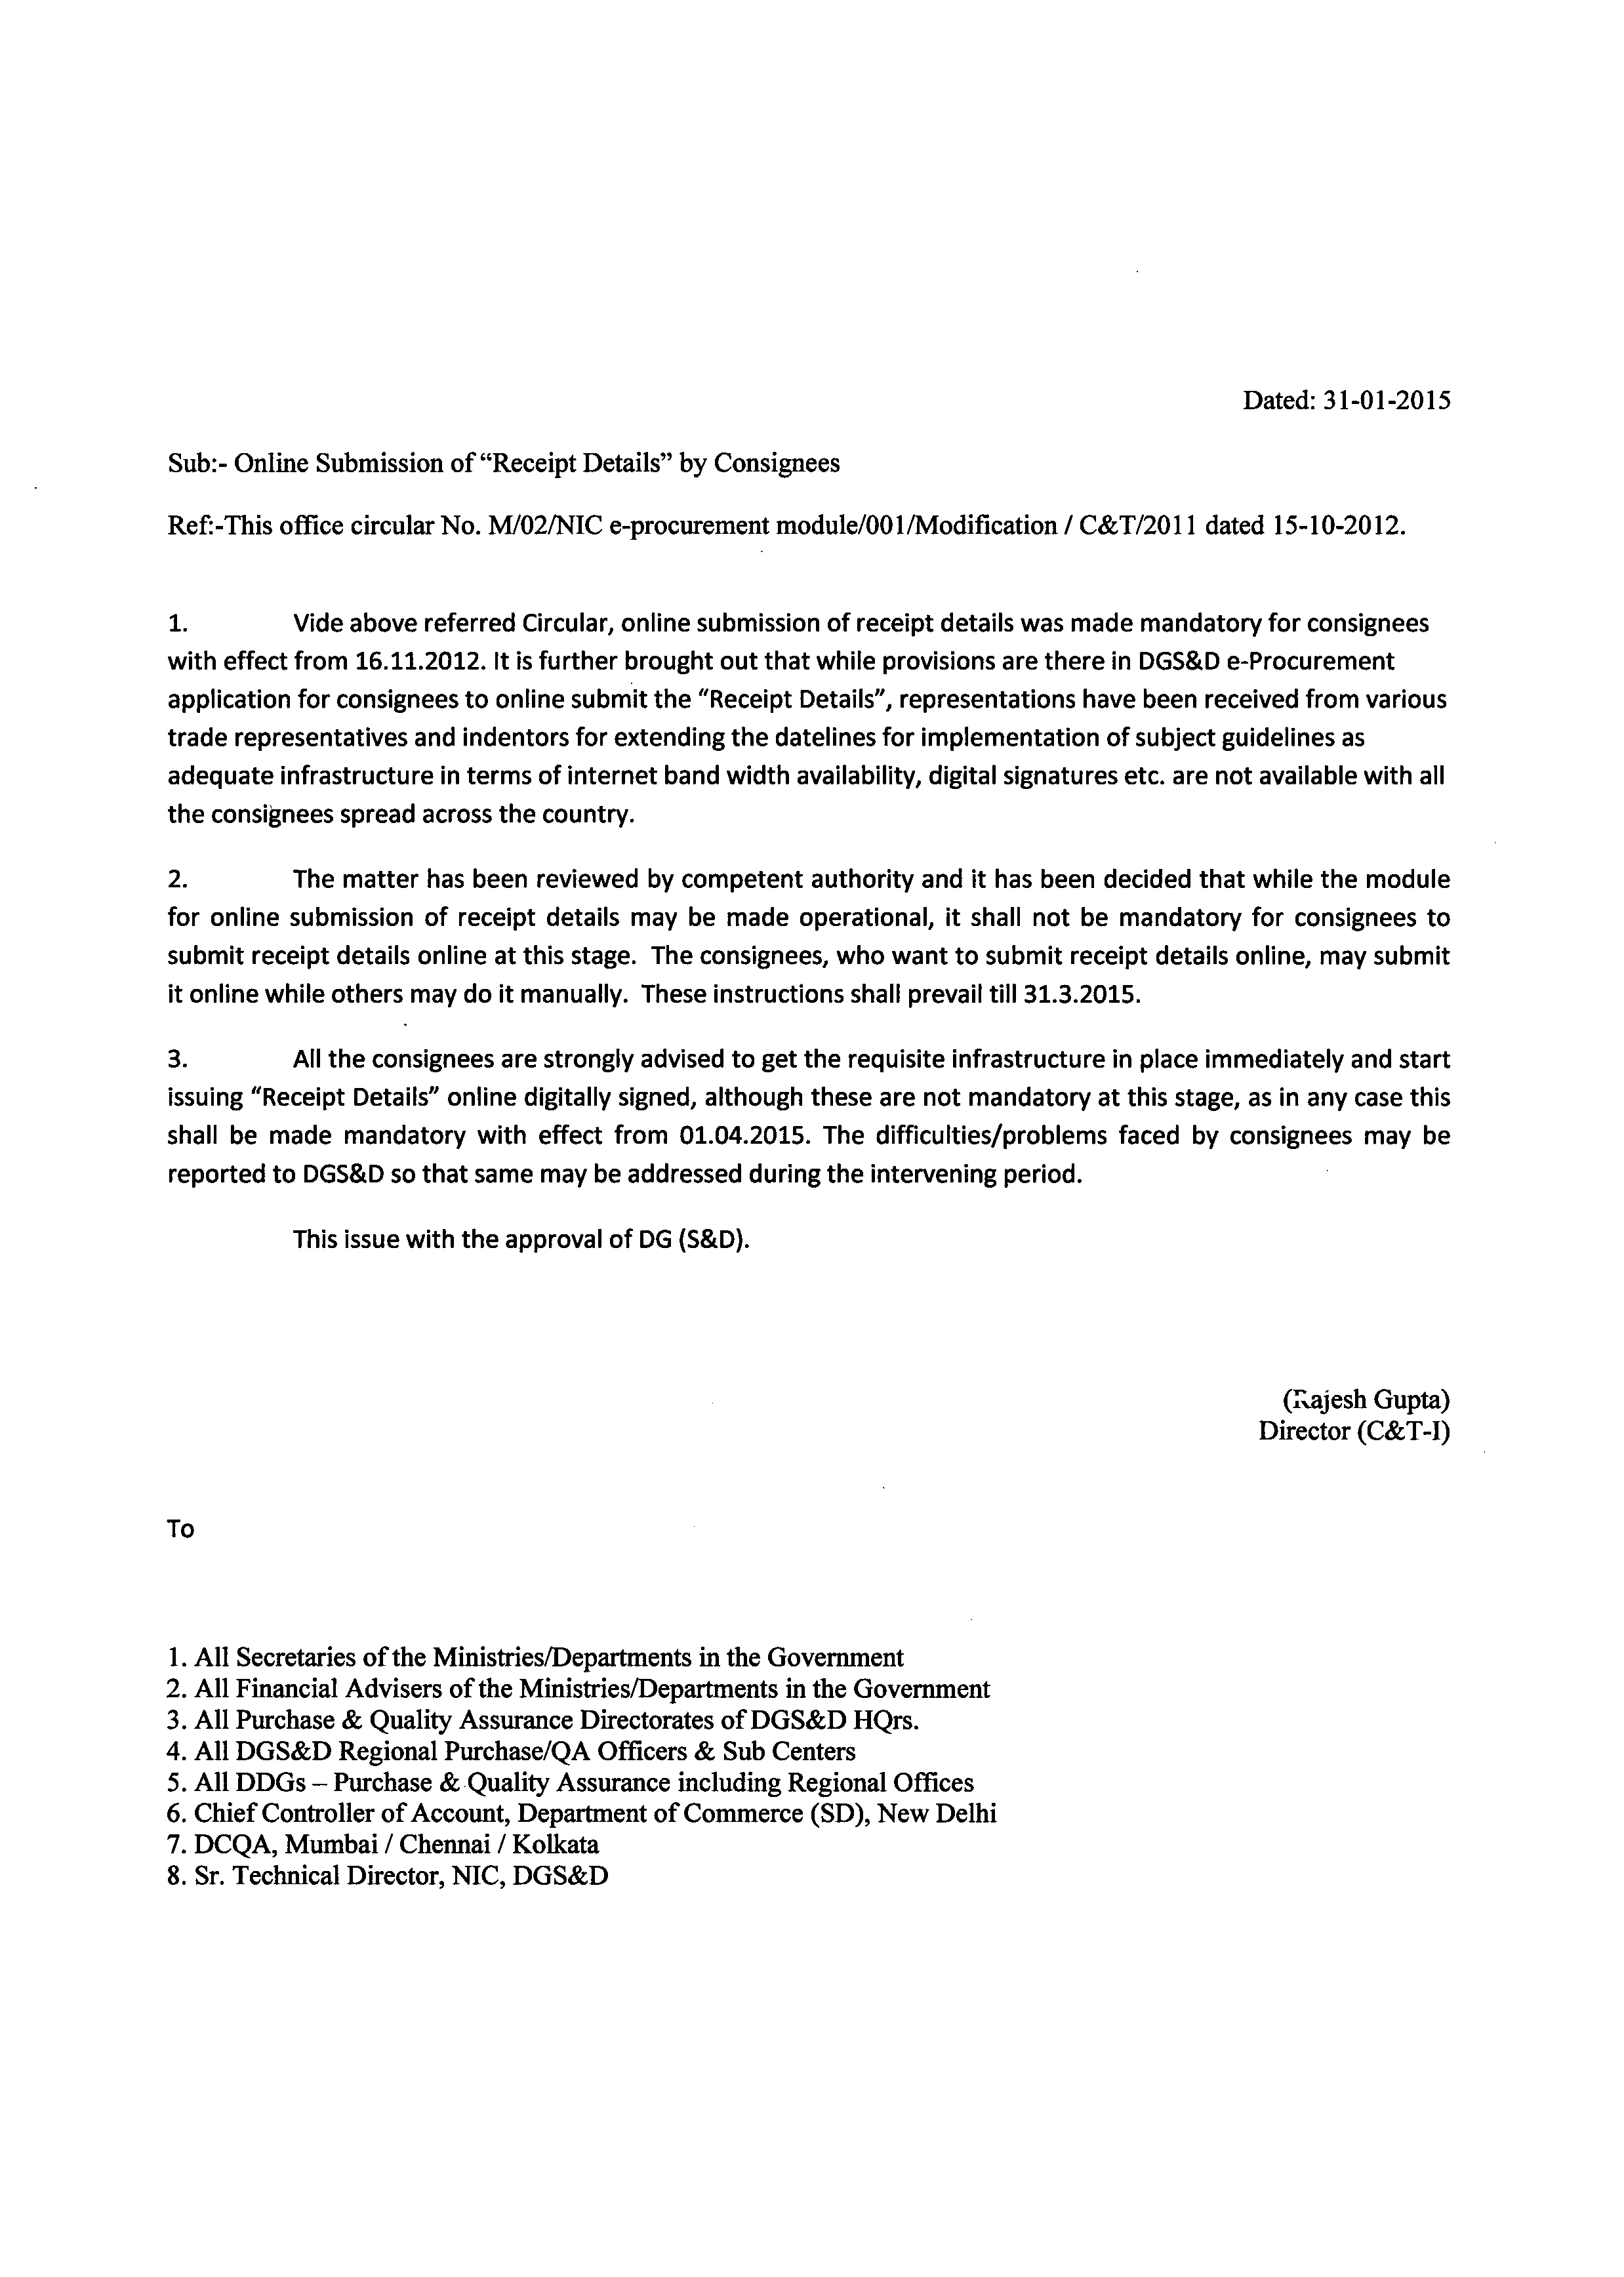 Dated: 31-01-2015
Sub:- Online Submission of “Receipt Details” by Consignees
Ref:-This office circular No. M/02/NIC e-procurement module/001/Modification / C&T/2011 dated 15-10-2012.
1. Vide above referred Circular, online submission of receipt details was made mandatory for consignees
with effect from 16.11.2012. It is further brought out that while provisions are there in DGS&D e-Procurement
application for consignees to online submit the "Receipt Details", representations have been received from various
trade representatives and indentors for extending the datelines for implementation of subject guidelines as
adequate infrastructure in terms of internet band width availability, digital signatures etc. are not available with all
the consignees spread across the country.
2. The matter has been reviewed by competent authority and it has been decided that while the module
for online submission of receipt details may be made operational, it shall not be mandatory for consignees to
submit receipt details online at this stage. The consignees, who want to submit receipt details online, may submit
it online while others may do it manually. These instructions shall prevail till 31.3.2015.
3. All the consignees are strongly advised to get the requisite infrastructure in place immediately and start
issuing "Receipt Details" online digitally signed, although these are not mandatory at this stage, as in any case this
shall be made mandatory with effect from 01.04.2015. The difficulties/problems faced by consignees may be
reported to DGS&D so that same may be addressed during the intervening period.
This issue with the approval of DG (S&D).
(Rajesh Gupta)
Director (C&T-I)
To
1. All Secretaries of the Ministries/Departments in the Government
2. All Financial Advisers of the Ministries/Departments in the Government
3. All Purchase & Quality Assurance Directorates of DGS&D HQrs.
4. All DGS&D Regional Purchase/QA Officers & Sub Centers
5. All DDGs – Purchase & Quality Assurance including Regional Offices
6. Chief Controller of Account, Department of Commerce (SD), New Delhi
7. DCQA, Mumbai / Chennai / Kolkata
8. Sr. Technical Director, NIC, DGS&D